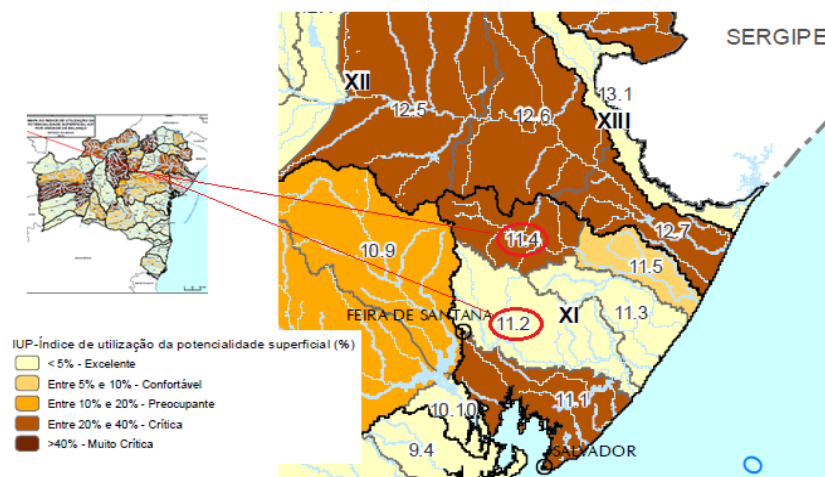 SERGIPE
XII
12.5
12.6
13.1
XIII
12.7
11.4
11.5
10.9
FEIRA DE SANTANA
11.2
XI
11.3
11.1
10.10
9.4
SALVADOR
IUP-Índice de utilização da potencialidade superficial (%)
< 5% - Excelente
Entre 5% e 10% - Confortável
Entre 10% e 20% - Preocupante
Entre 20% e 40% - Crítica
>40% - Muito Crítica